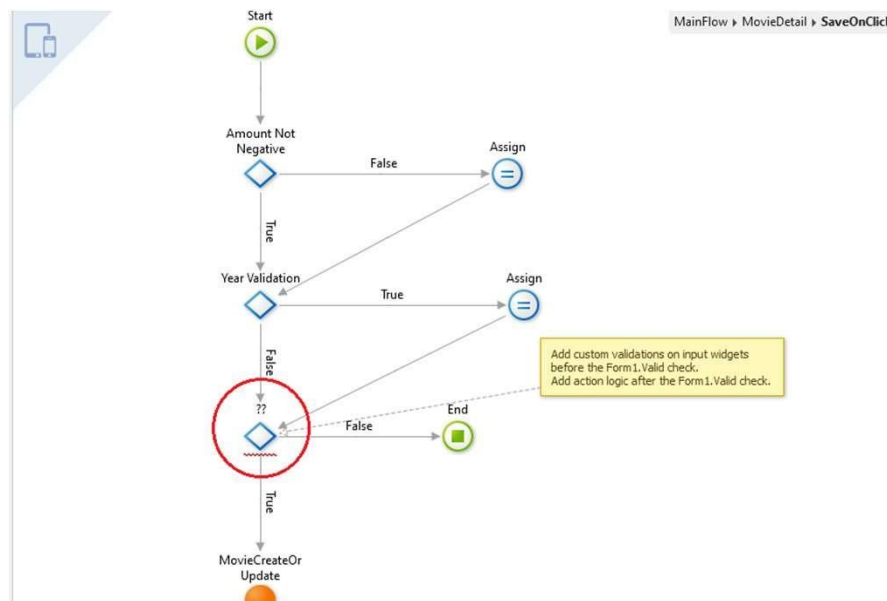 Start
MainFlow ▸ MovieDetail ▸ SaveOnClick
Amount Not
Negative
False
Assign
True
Year Validation
True
Assign
False
Add custom validations on input widgets
before the Form1.Valid check.
Add action logic after the Form1.Valid check.
??
False
End
True
MovieCreateOr
Update